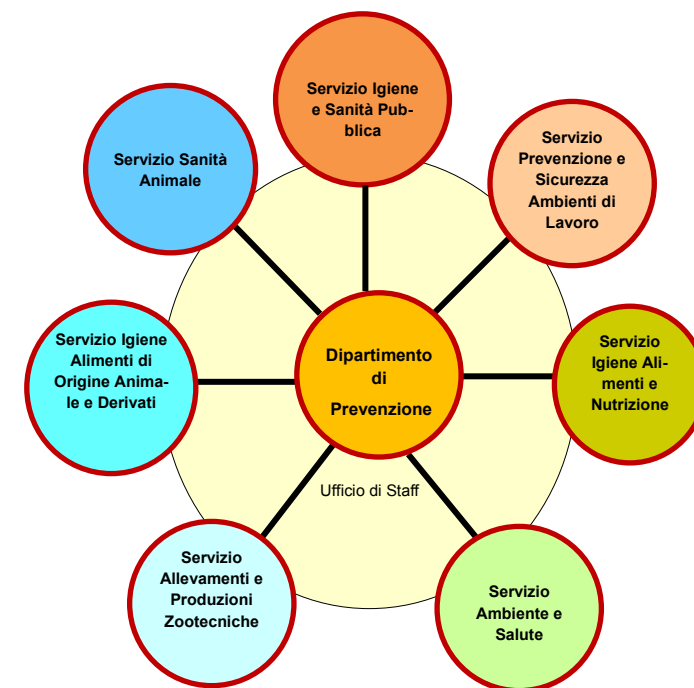 Servizio Igiene
e Sanità Pub-
blica
Servizio
Prevenzione e
Sicurezza
Ambienti di
Lavoro
Servizio Sanità
Animale
Servizio Igiene
Alimenti di
Origine Anima-
le e Derivati
Dipartimento
di
Prevenzione
Servizio
Igiene Ali-
menti e
Nutrizione
Ufficio di Staff
Servizio
Allevamenti e
Produzioni
Zootecniche
Servizio
Ambiente e
Salute